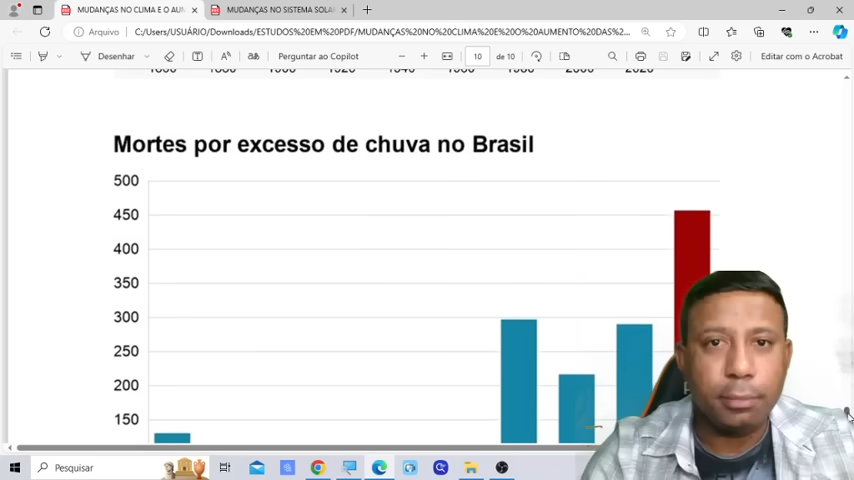 MUDANÇAS NO CLIMA E O AUM
MUDANÇAS NO SISTEMA SOLAR
Arquivo
C:/Users/USUÁRIO/Downloads/ESTUDOS%20EM%20PDF/MUDANÇAS%20NO%20CLIMA%20E%20O%20AUMENTO%20DAS%2...
Desenhar
Perguntar ao Copilot
10
de 10
Editar com o Acrobat
Mortes por excesso de chuva no Brasil
500
450
400
350
300
250
200
150
Pesquisar